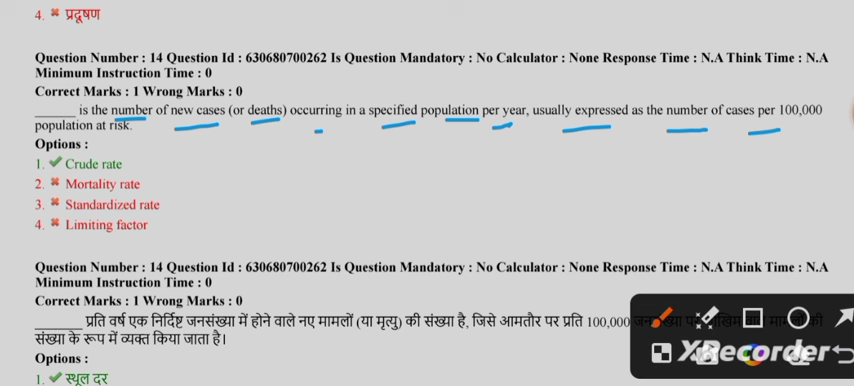 4. ✖ प्रदूषण
Question Number : 14 Question Id : 630680700262 Is Question Mandatory : No Calculator : None Response Time : N.A Think Time : N.A
Minimum Instruction Time : 0
Correct Marks : 1 Wrong Marks : 0
______ is the number of new cases (or deaths) occurring in a specified population per year, usually expressed as the number of cases per 100,000
population at risk.
Options :
1. ✔ Crude rate
2. ✖ Mortality rate
3. ✖ Standardized rate
4. ✖ Limiting factor
Question Number : 14 Question Id : 630680700262 Is Question Mandatory : No Calculator : None Response Time : N.A Think Time : N.A
Minimum Instruction Time : 0
Correct Marks : 1 Wrong Marks : 0
______ प्रति वर्ष एक निर्दिष्ट जनसंख्या में होने वाले नए मामलों (या मृत्यु) की संख्या है, जिसे आमतौर पर प्रति 100,000 की
संख्या के रूप में व्यक्त किया जाता है।
Options :
1. ✔ स्थूल दर
XRecorder